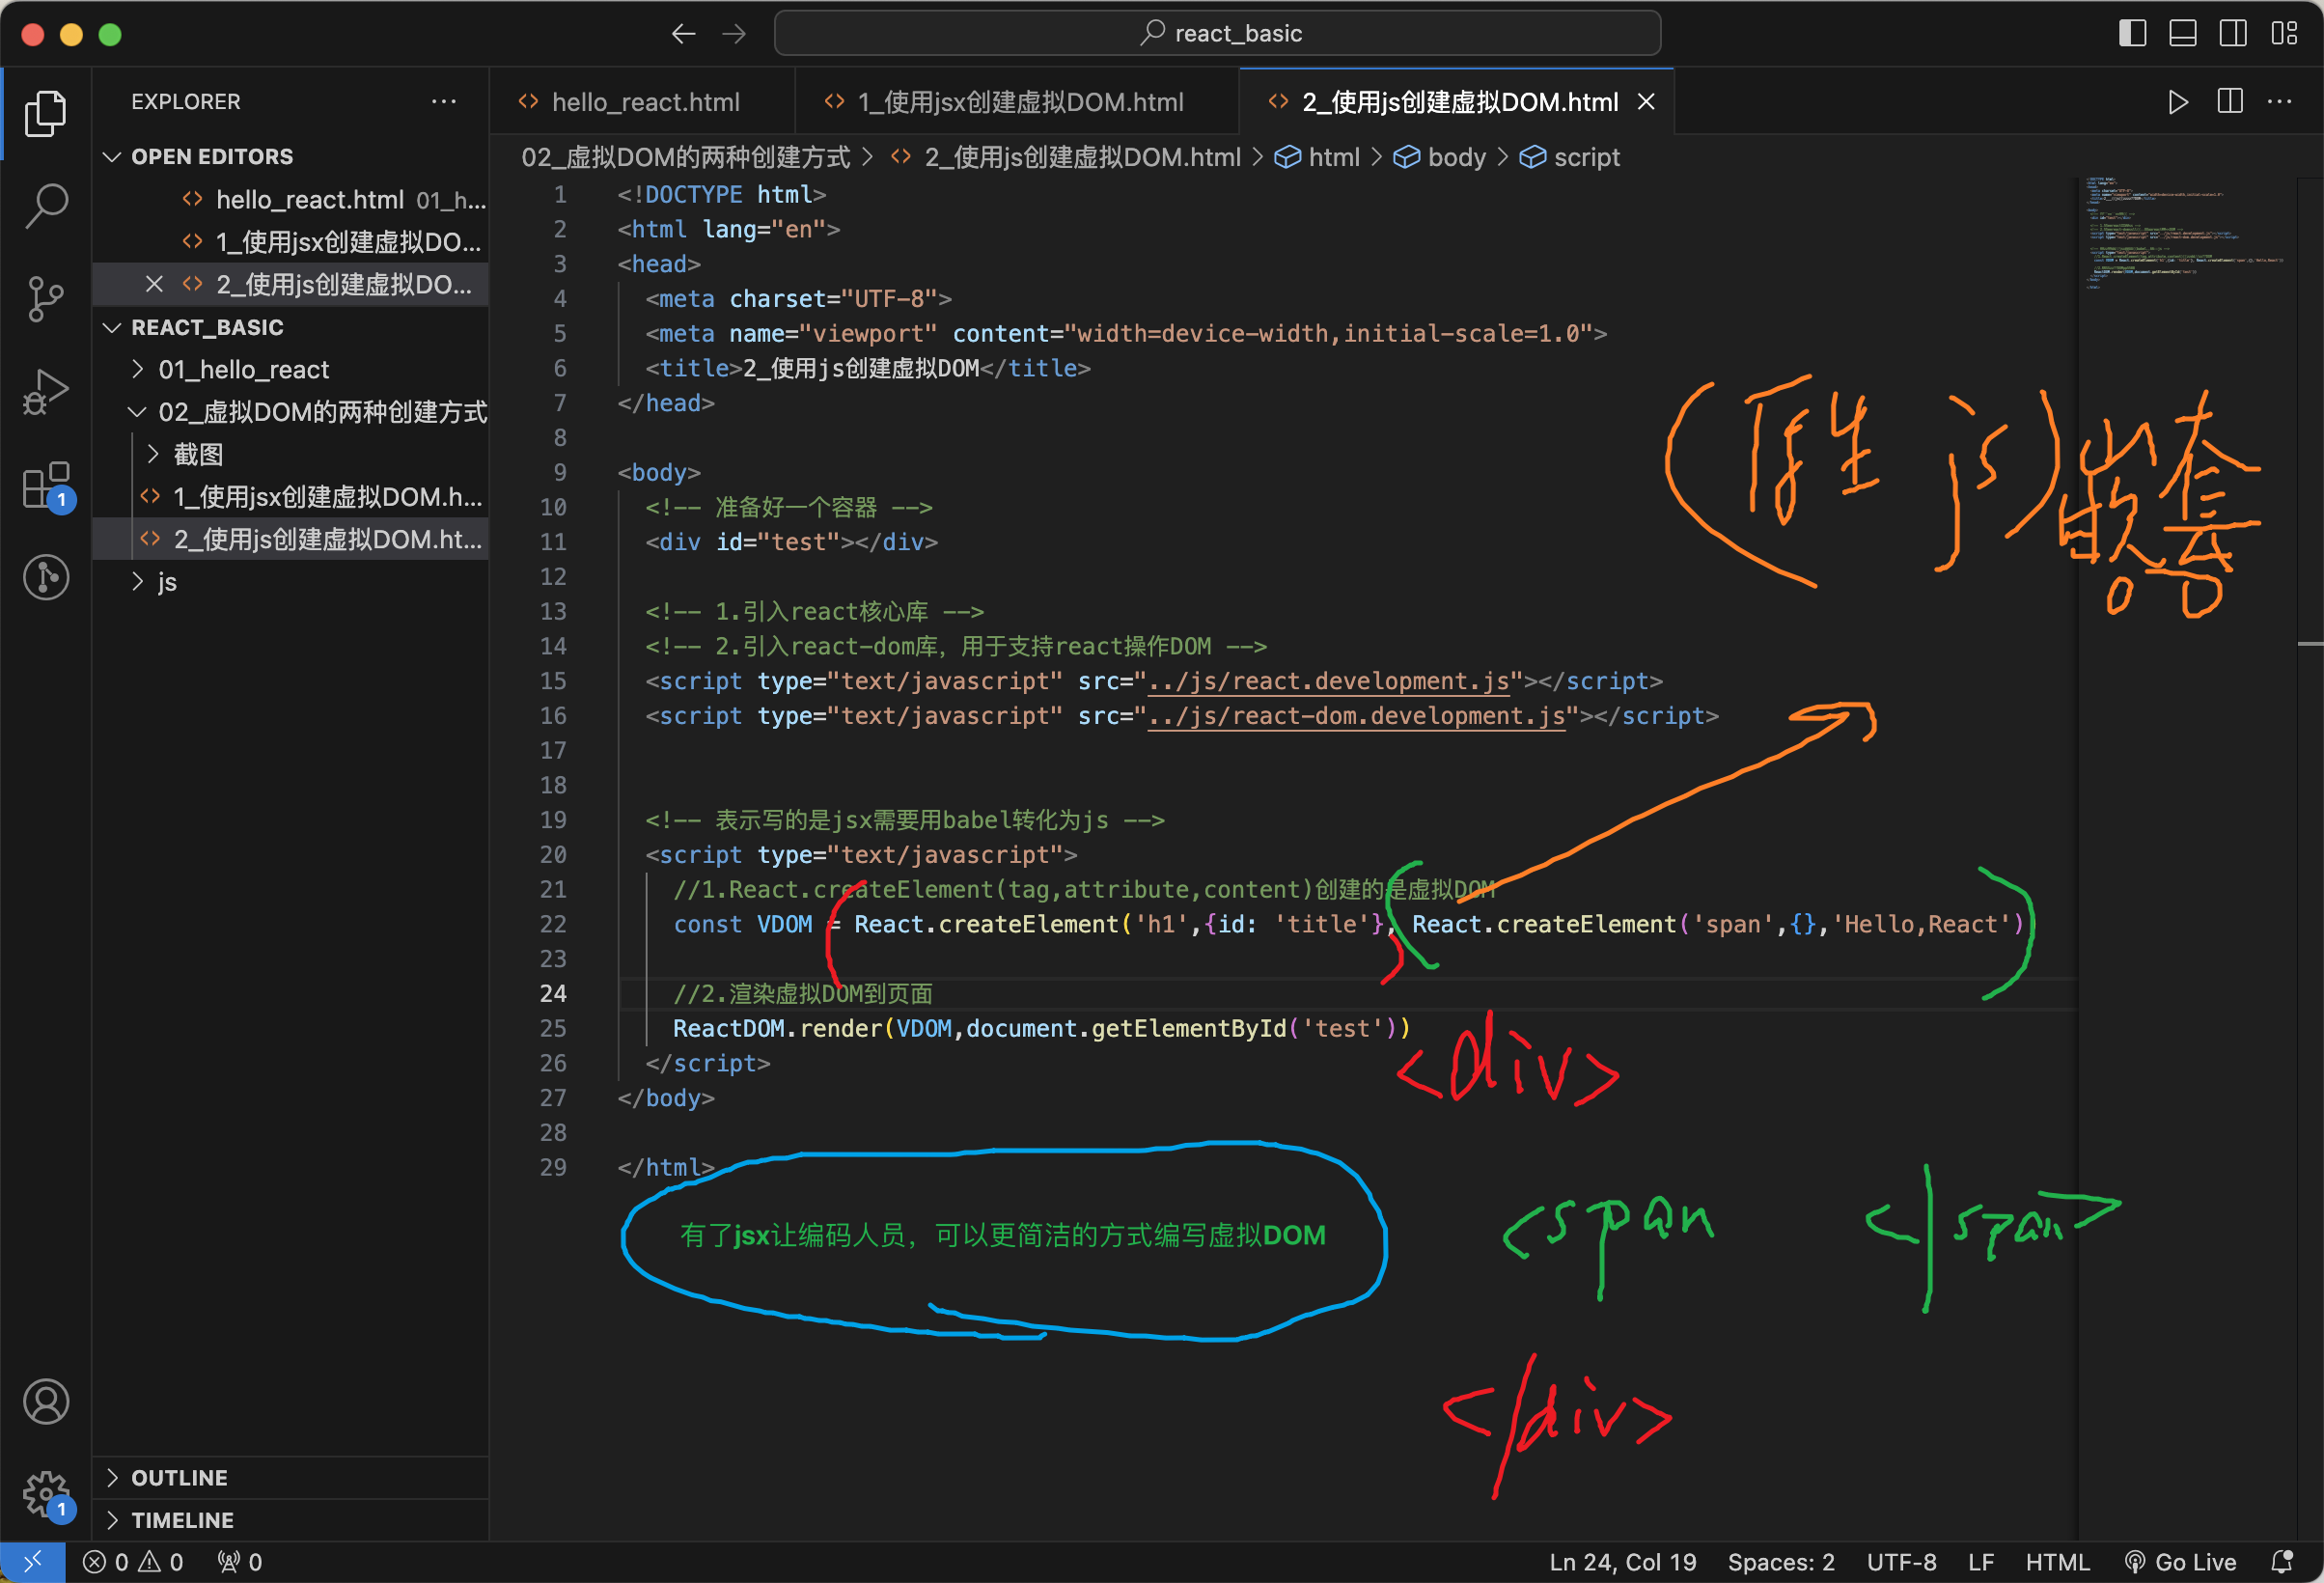 react_basic
EXPLORER
OPEN EDITORS
hello_react.html 01_h...
1_使用jsx创建虚拟DO...
2_使用js创建虚拟DO...
REACT_BASIC
01_hello_react
02_虚拟DOM的两种创建方式
截图
1_使用jsx创建虚拟DOM.h...
2_使用js创建虚拟DOM.ht...
js
OUTLINE
TIMELINE
1
1
hello_react.html
1_使用jsx创建虚拟DOM.html
2_使用js创建虚拟DOM.html
02_虚拟DOM的两种创建方式 > 2_使用js创建虚拟DOM.html > html > body > script
1 <!DOCTYPE html>
2 <html lang="en">
3 <head>
4 <meta charset="UTF-8">
5 <meta name="viewport" content="width=device-width,initial-scale=1.0">
6 <title>2_使用js创建虚拟DOM</title>
7 </head>
8
9 <body>
10 <!-- 准备好一个容器 -->
11 <div id="test"></div>
12
13 <!-- 1.引入react核心库 -->
14 <!-- 2.引入react-dom库，用于支持react操作DOM -->
15 <script type="text/javascript" src="../js/react.development.js"></script>
16 <script type="text/javascript" src="../js/react-dom.development.js"></script>
17
18
19 <!-- 表示写的是jsx需要用babel转化为js -->
20 <script type="text/javascript">
21 //1.React.createElement(tag,attribute,content)创建的是虚拟DOM
22 const VDOM = React.createElement('h1',{id: 'title'}, React.createElement('span',{},'Hello,React')
23
24 //2.渲染虚拟DOM到页面
25 ReactDOM.render(VDOM,document.getElementById('test'))
26 </script>
27 </body>
28
29 </html>
(原生 js)嵌套
<div>
<span </span>
</div>
有了jsx让编码人员，可以更简洁的方式编写虚拟DOM
0 0 0
Ln 24, Col 19 Spaces: 2 UTF-8 LF HTML Go Live